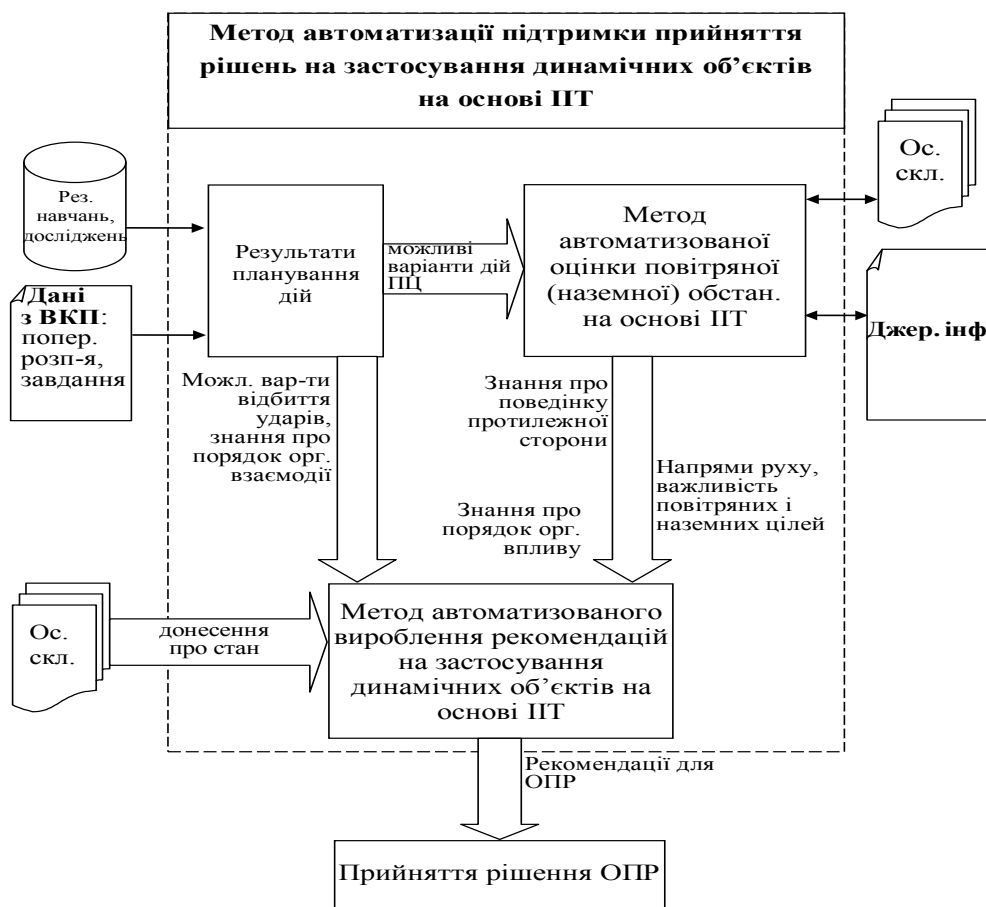 Метод автоматизації підтримки прийняття
рішень на застосування динамічних об’єктів
на основі ІІТ
Рез.
навчань,
досліджень
Дані
з ВКП:
попер.
розп-я,
завдання
Результати
планування
дій
можливі
варіанти дій
ПЦ
Метод
автоматизованої
оцінки повітряної
(наземної) обстан.
на основі ІІТ
Ос.
скл.
Джер. інф
Можл. вар-ти
відбиття
ударів,
знання про
порядок орг.
взаємодії
Знання про
поведінку
протилежної
сторони
Знання про
порядок орг.
впливу
Напрями руху,
важливість
повітряних і
наземних цілей
Ос.
скл.
донесення
про стан
Метод автоматизованого
вироблення рекомендацій
на застосування
динамічних об’єктів на
основі ІІТ
Рекомендації для
ОПР
Прийняття рішення ОПР